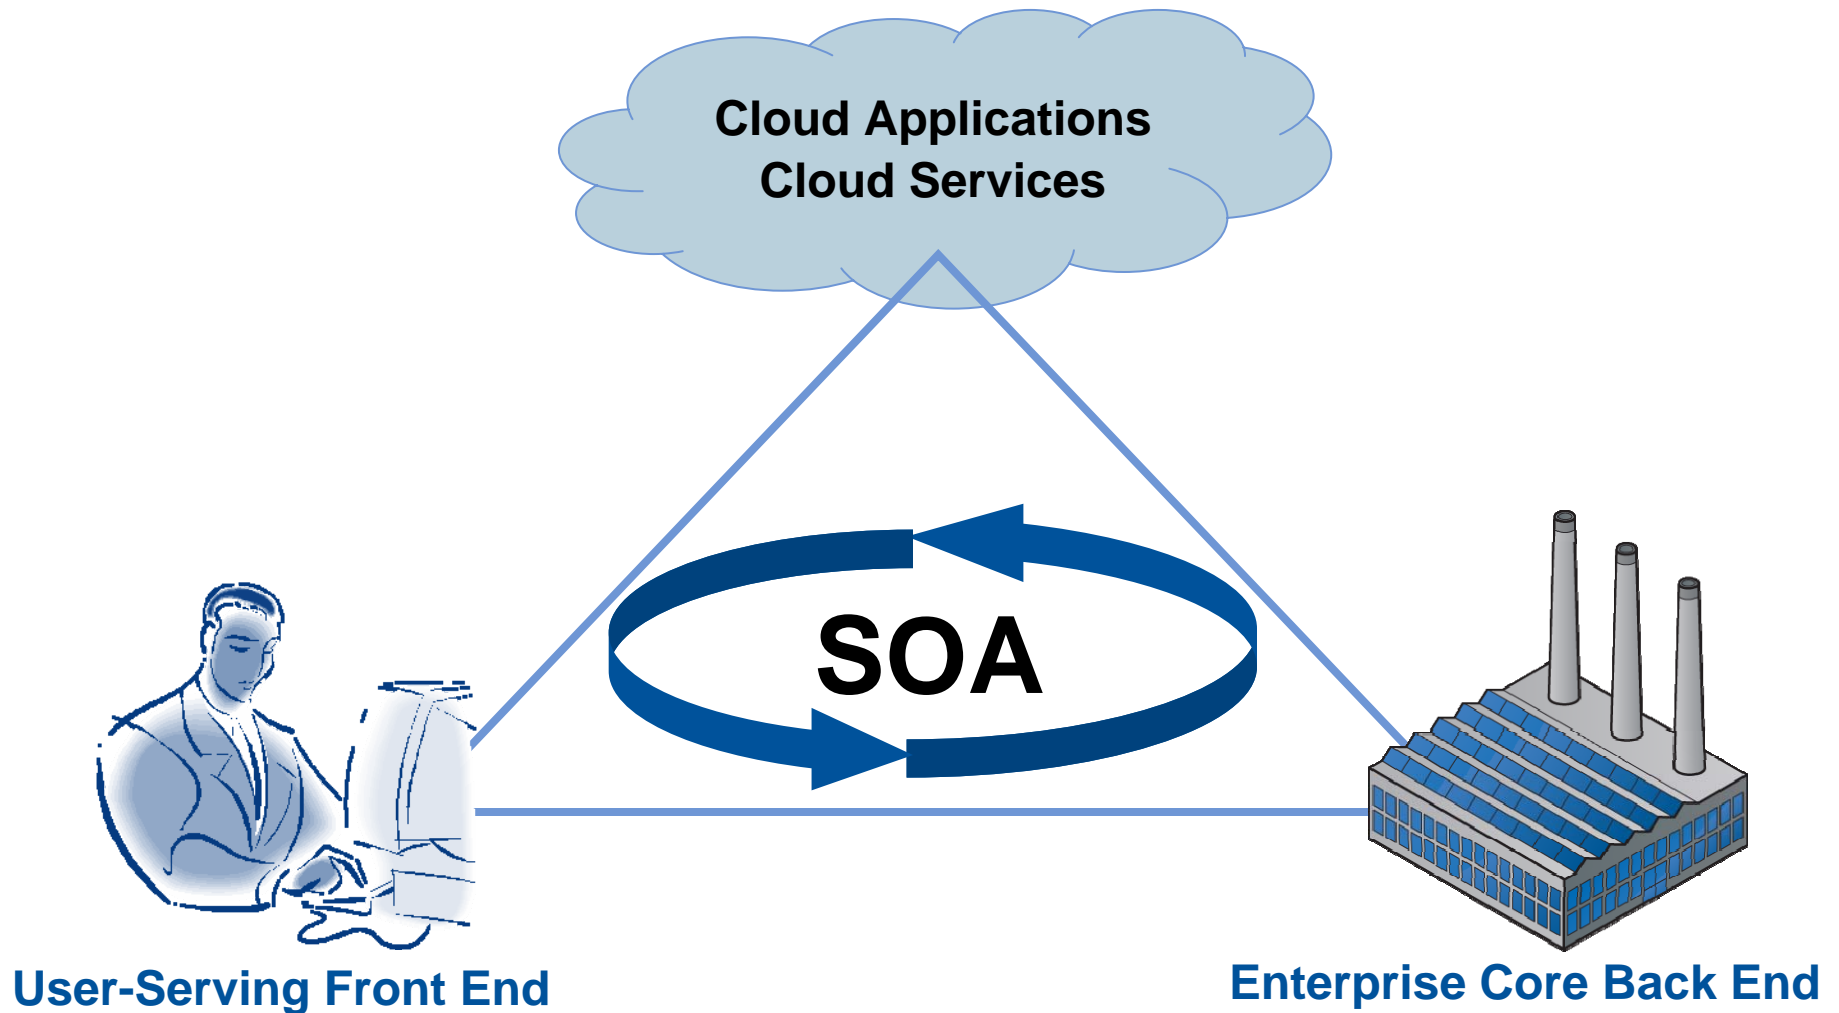 Cloud Applications
Cloud Services
SOA
User-Serving Front End
Enterprise Core Back End